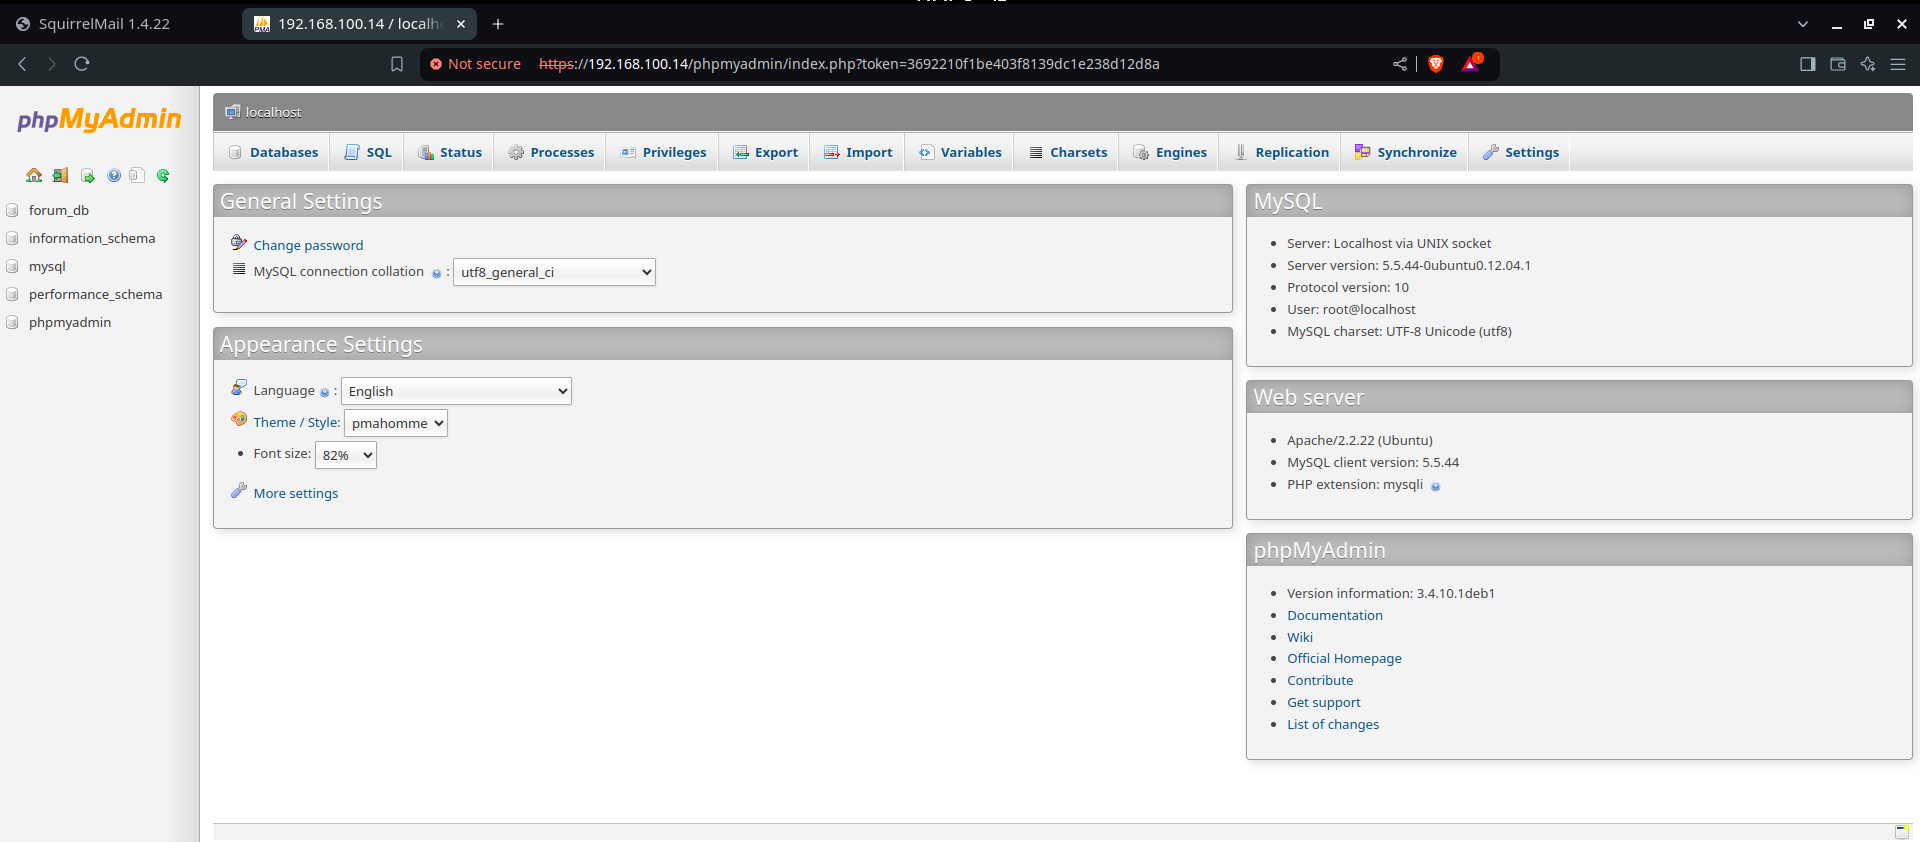 SquirrelMail 1.4.22
192.168.100.14 / localh
Not secure https://192.168.100.14/phpmyadmin/index.php?token=3692210f1be403f8139dc1e238d12d8a
phpMyAdmin
forum_db
information_schema
mysql
performance_schema
phpmyadmin
localhost
Databases SQL Status Processes Privileges Export Import Variables Charsets Engines Replication Synchronize Settings
General Settings
Change password
MySQL connection collation : utf8_general_ci
Appearance Settings
Language : English
Theme / Style: pmahomme
Font size: 82%
More settings
MySQL
Server: Localhost via UNIX socket
Server version: 5.5.44-0ubuntu0.12.04.1
Protocol version: 10
User: root@localhost
MySQL charset: UTF-8 Unicode (utf8)
Web server
Apache/2.2.22 (Ubuntu)
MySQL client version: 5.5.44
PHP extension: mysqli
phpMyAdmin
Version information: 3.4.10.1deb1
Documentation
Wiki
Official Homepage
Contribute
Get support
List of changes